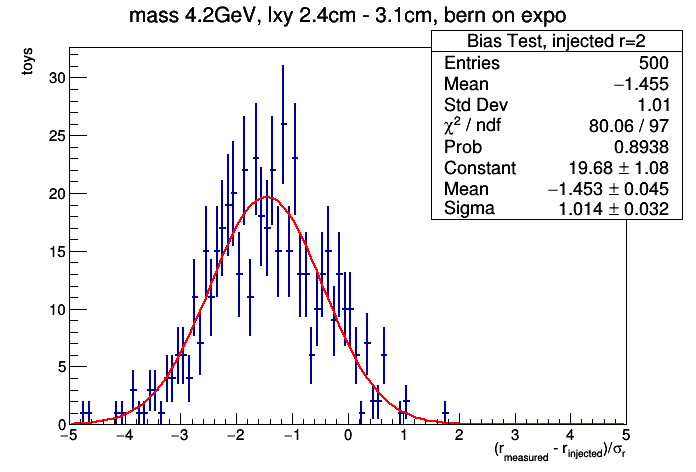 mass 4.2GeV, lxy 2.4cm - 3.1cm, bern on expo
toys
Bias Test, injected r=2
Entries 500
Mean −1.455
Std Dev 1.01
χ² / ndf 80.06 / 97
Prob 0.8938
Constant 19.68 ± 1.08
Mean −1.453 ± 0.045
Sigma 1.014 ± 0.032
30
25
20
15
10
5
0
−5 −4 −3 −2 −1 0 1 2 3 4 5
(r_measured - r_injected)/σ_r